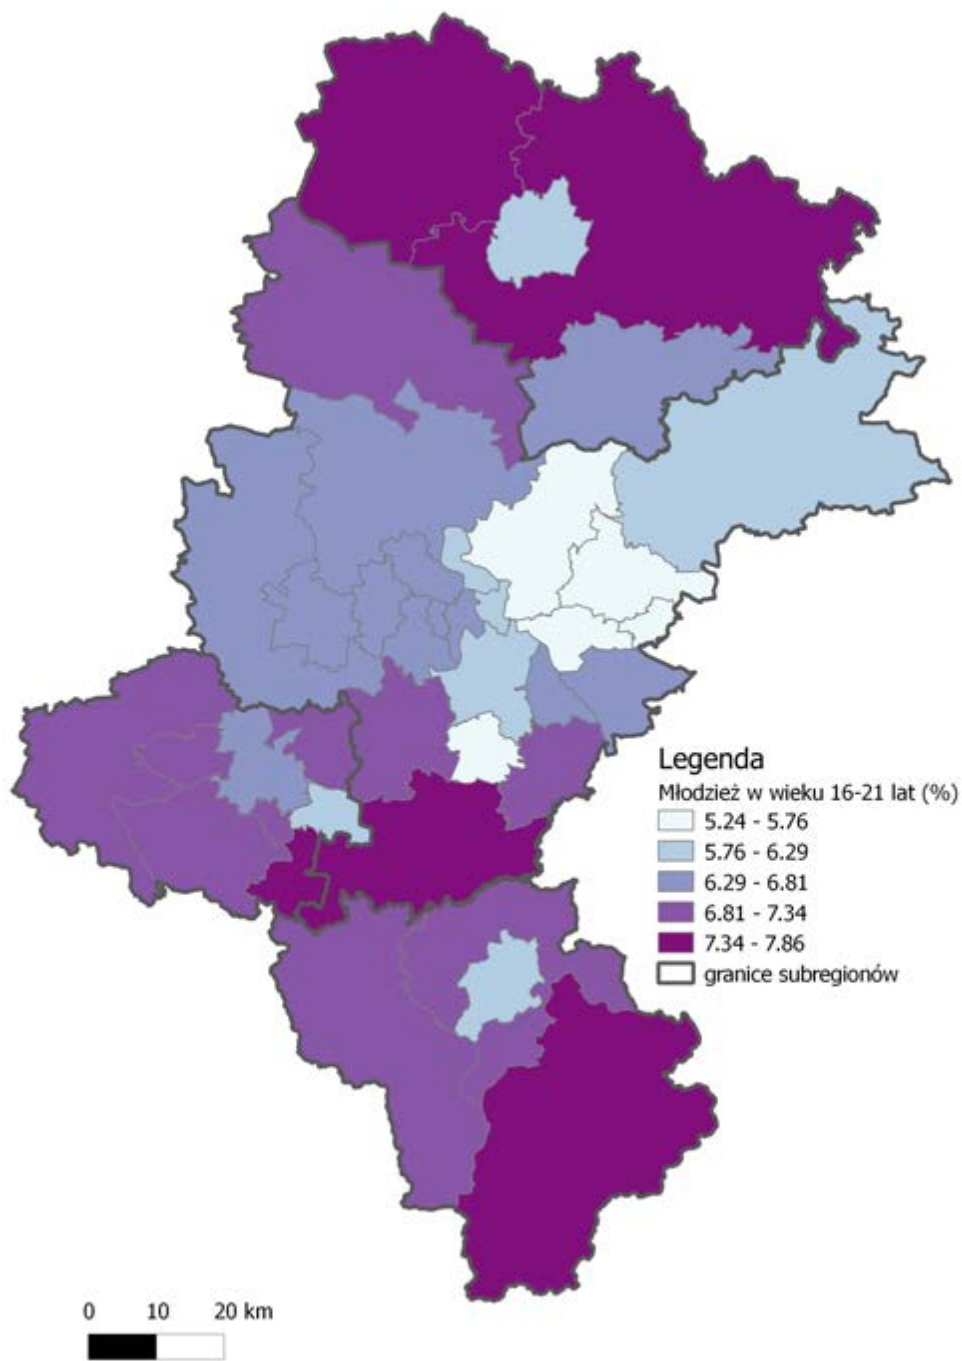 Legenda
Młodzież w wieku 16-21 lat (%)
5.24 - 5.76
5.76 - 6.29
6.29 - 6.81
6.81 - 7.34
7.34 - 7.86
granice subregionów
0 10 20 km